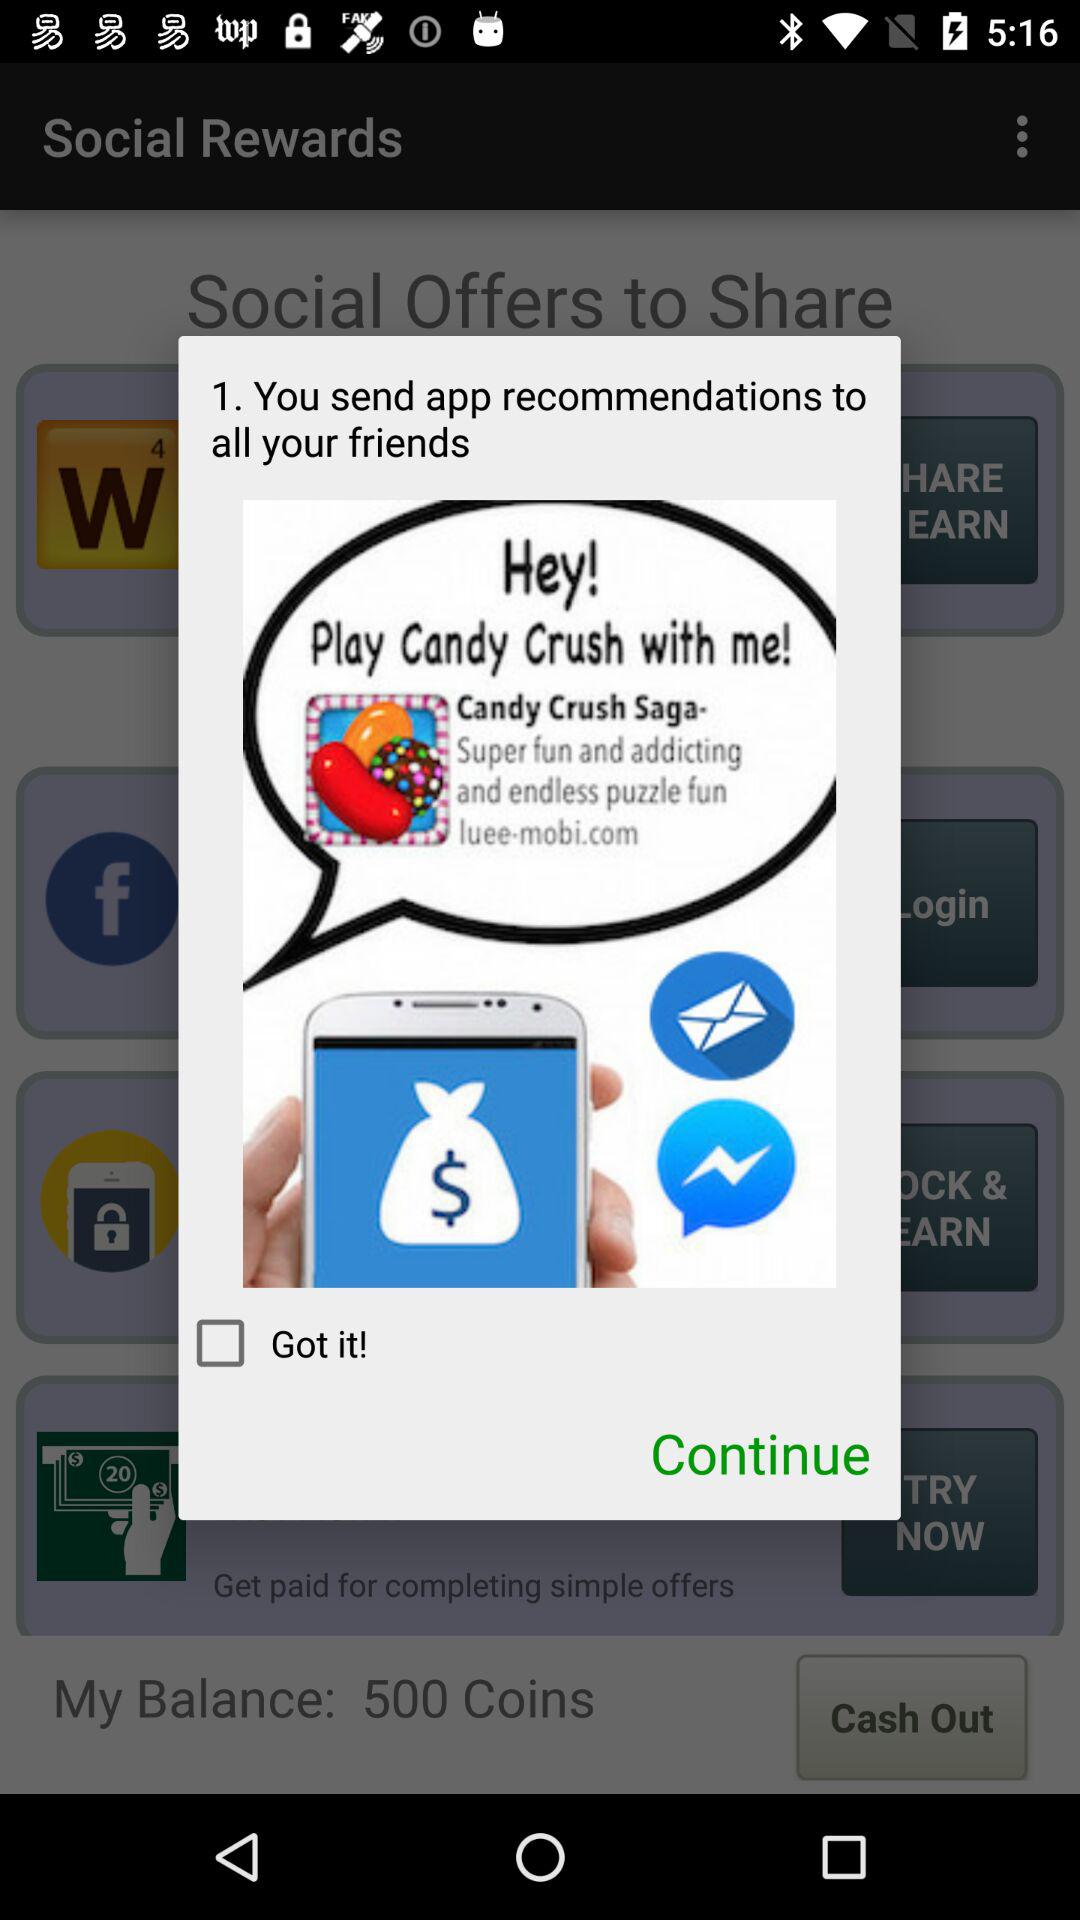 FAKE
5:16
Social Rewards
Social Offers to Share
1. You send app recommendations to
all your friends
W 4
HARE
EARN
Hey!
Play Candy Crush with me!
Candy Crush Saga-
Super fun and addicting
and endless puzzle fun
luee-mobi.com
f
Login
OCK &
EARN
$
Got it!
Continue
$ 20 $
TRY
NOW
Get paid for completing simple offers
My Balance: 500 Coins
Cash Out